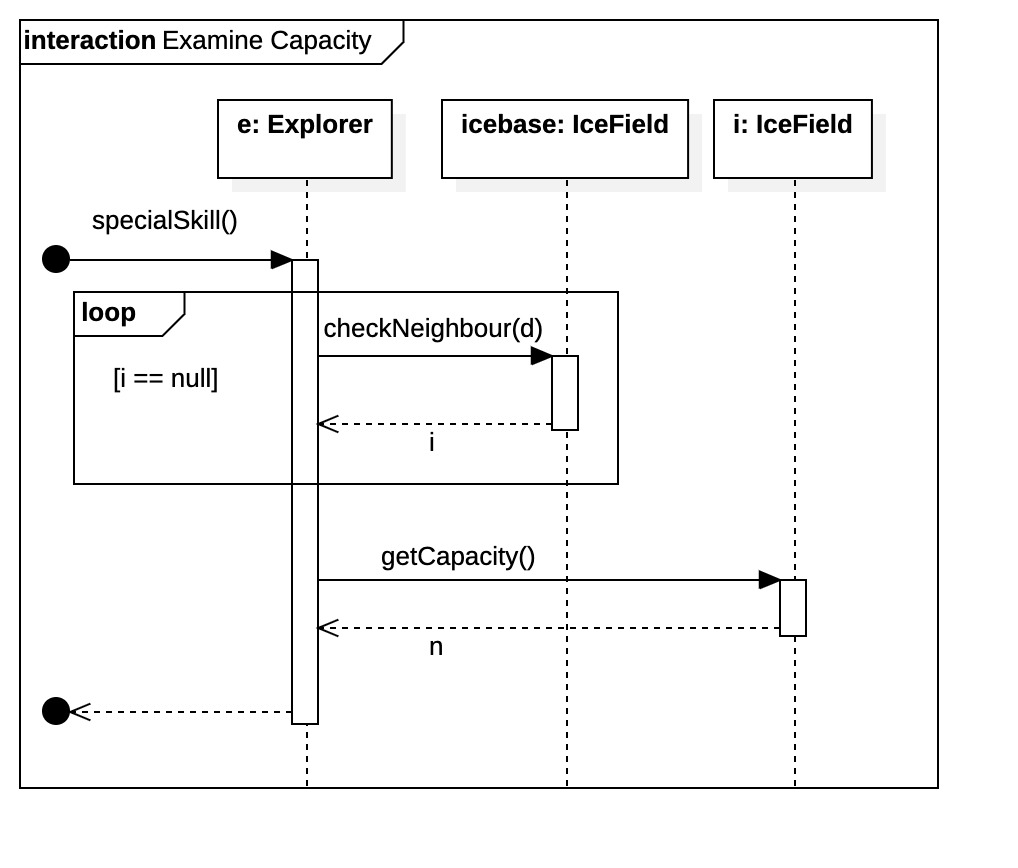 interaction Examine Capacity
e: Explorer
icebase: IceField
i: IceField
specialSkill()
loop
checkNeighbour(d)
[i == null]
i
getCapacity()
n